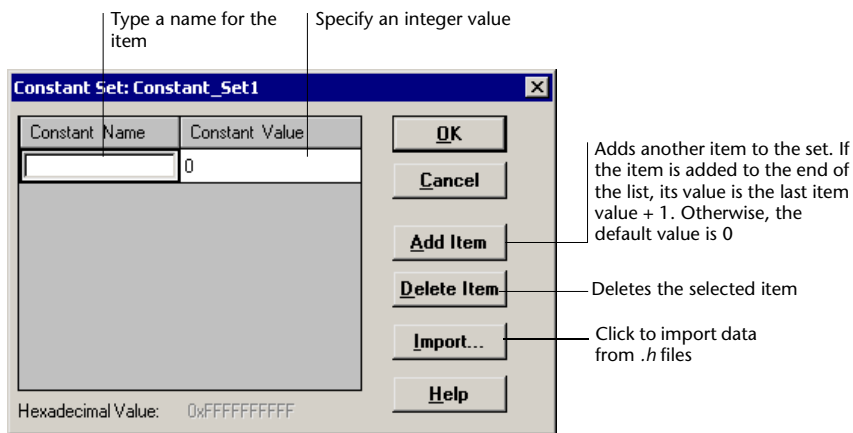 Type a name for the
item
Specify an integer value
Constant Set: Constant_Set1
Constant Name
Constant Value
0
OK
Cancel
Add Item
Delete Item
Import...
Help
Hexadecimal Value:
0xFFFFFFFFFF
Adds another item to the set. If
the item is added to the end of
the list, its value is the last item
value + 1. Otherwise, the
default value is 0
Deletes the selected item
Click to import data
from .h files